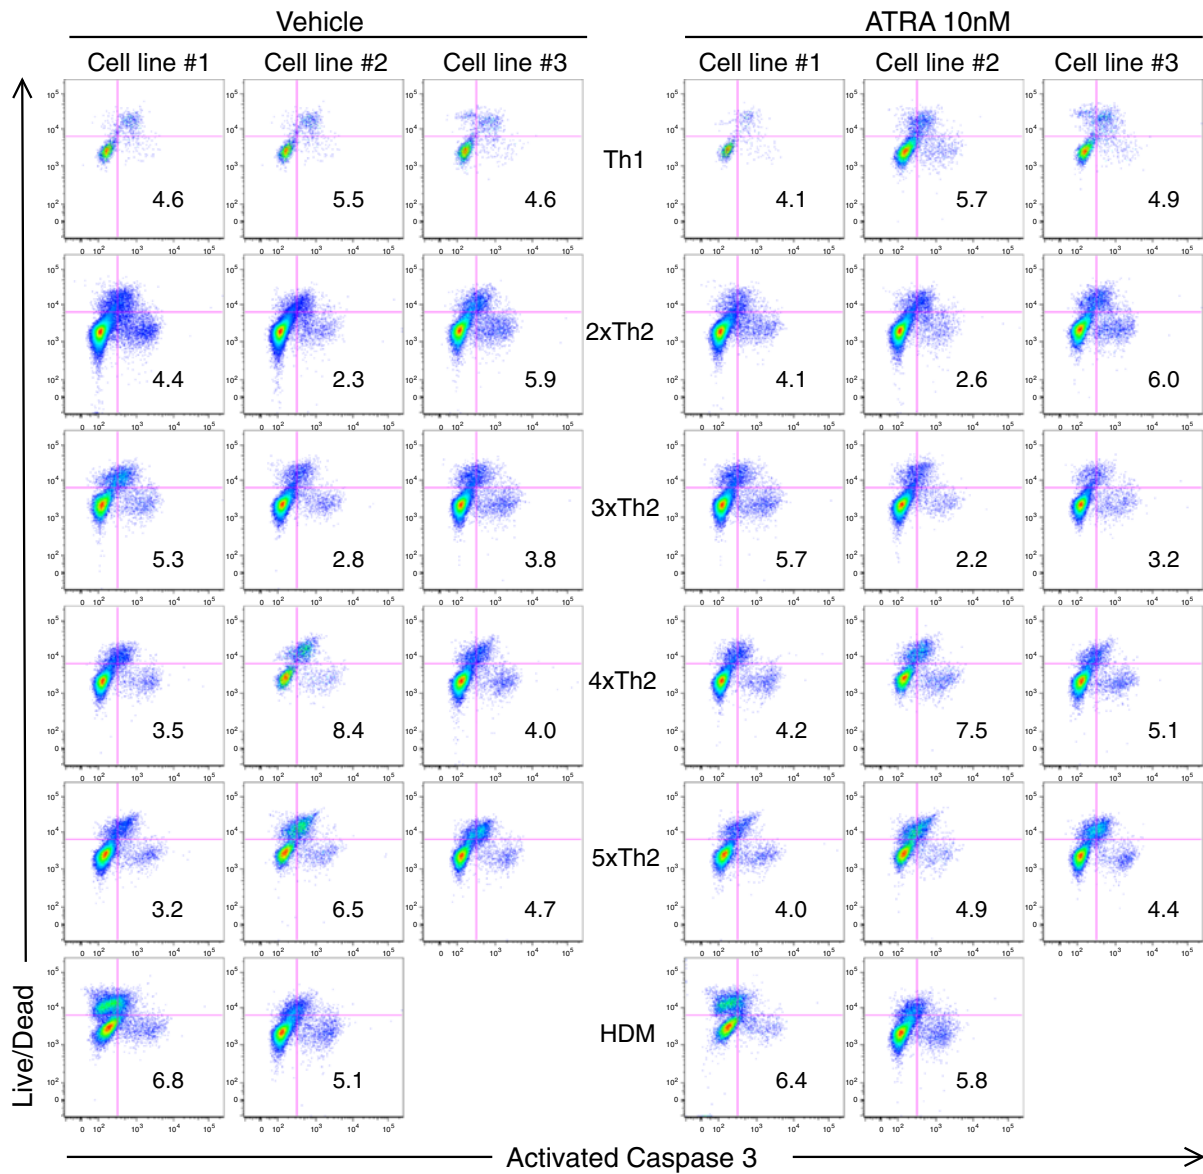 Vehicle
ATRA 10nM
Cell line #1
Cell line #2
Cell line #3
Cell line #1
Cell line #2
Cell line #3
Th1
4.6
5.5
4.6
4.1
5.7
4.9
2xTh2
4.4
2.3
5.9
4.1
2.6
6.0
3xTh2
5.3
2.8
3.8
5.7
2.2
3.2
4xTh2
3.5
8.4
4.0
4.2
7.5
5.1
5xTh2
3.2
6.5
4.7
4.0
4.9
4.4
HDM
6.8
5.1
6.4
5.8
Live/Dead
Activated Caspase 3